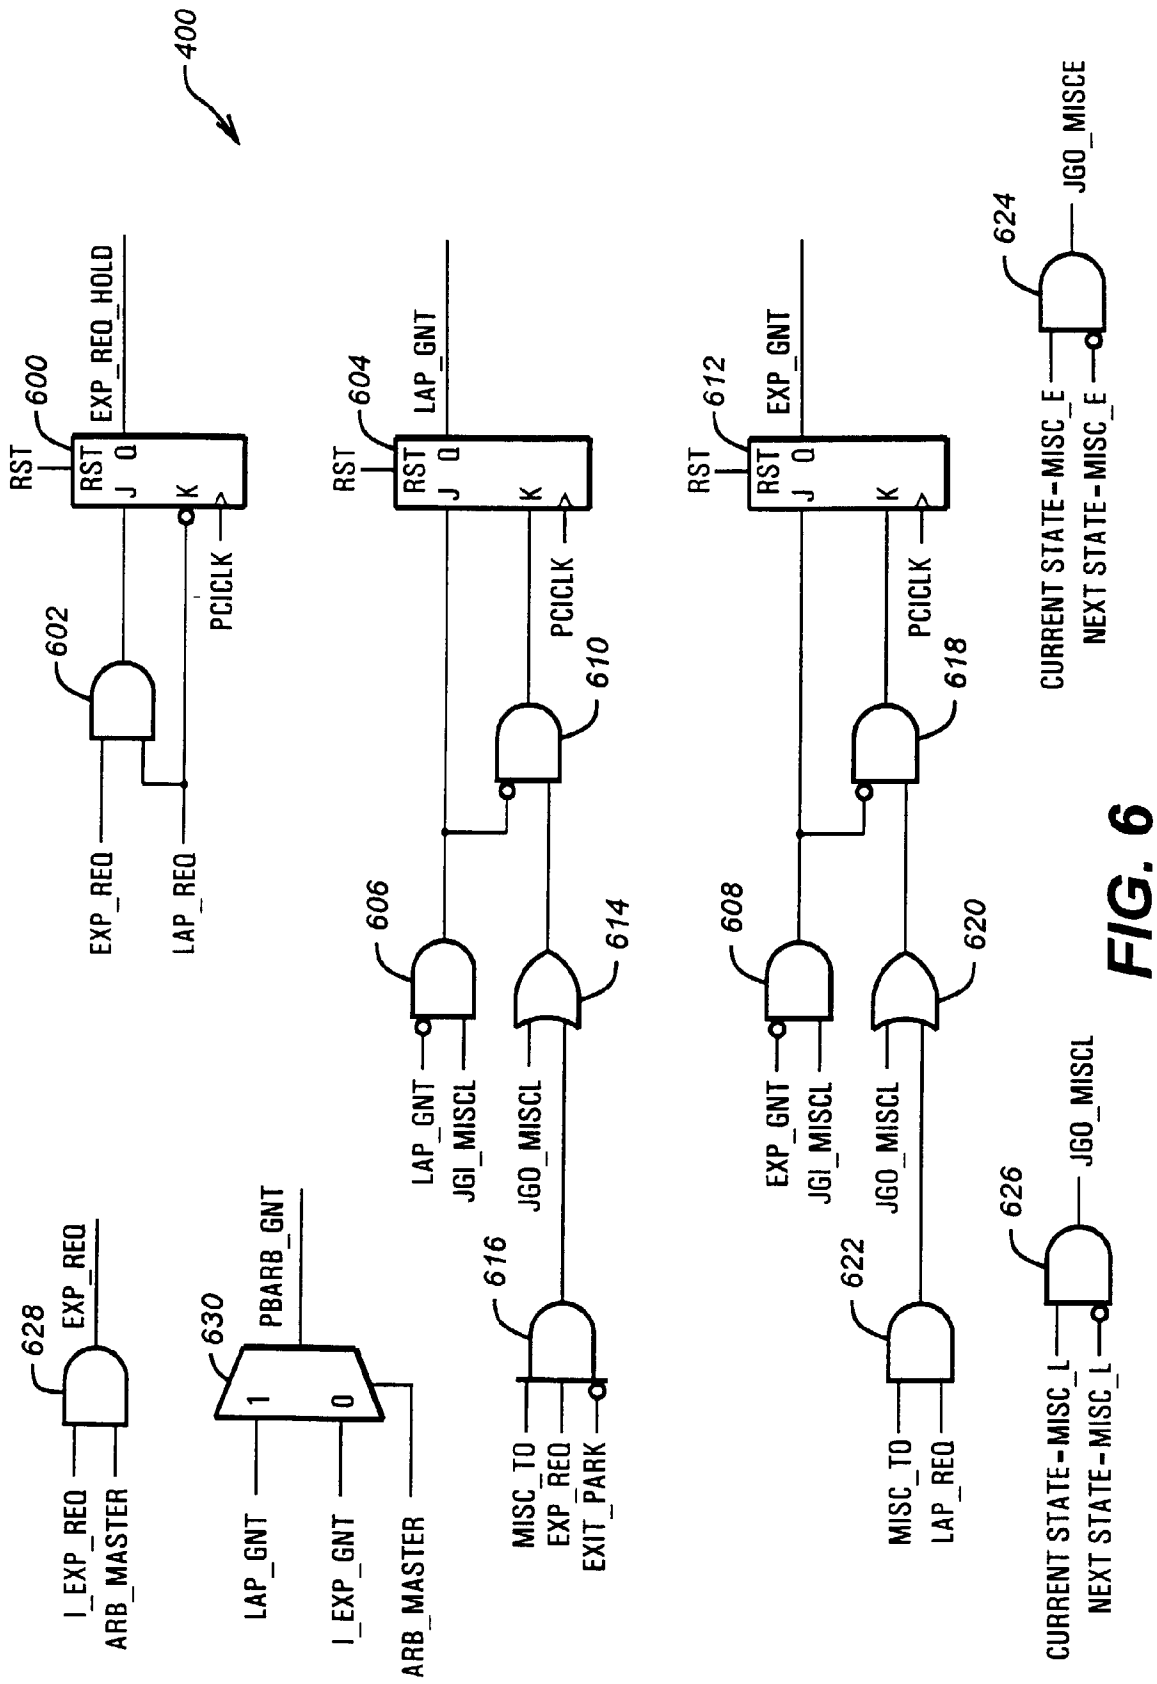 I_EXP_REQ
ARB_MASTER
628
EXP_REQ
LAP_GNT
I_EXP_GNT
ARB_MASTER
1
0
630
PBARB_GNT
EXP_REQ
LAP_REQ
602
PCICLK
RST
600
RST
J
Q
K
EXP_REQ_HOLD
400
MISC_TO
EXP_REQ
EXIT_PARK
616
LAP_GNT
JGI_MISCL
JGO_MISCL
606
614
610
PCICLK
RST
604
RST
J
Q
K
LAP_GNT
MISC_TO
LAP_REQ
622
EXP_GNT
JGI_MISCL
JGO_MISCL
608
620
618
PCICLK
RST
612
RST
J
Q
K
EXP_GNT
CURRENT STATE-MISC_L
NEXT STATE-MISC_L
626
JGO_MISCL
CURRENT STATE-MISC_E
NEXT STATE-MISC_E
624
JGO_MISCE
FIG. 6